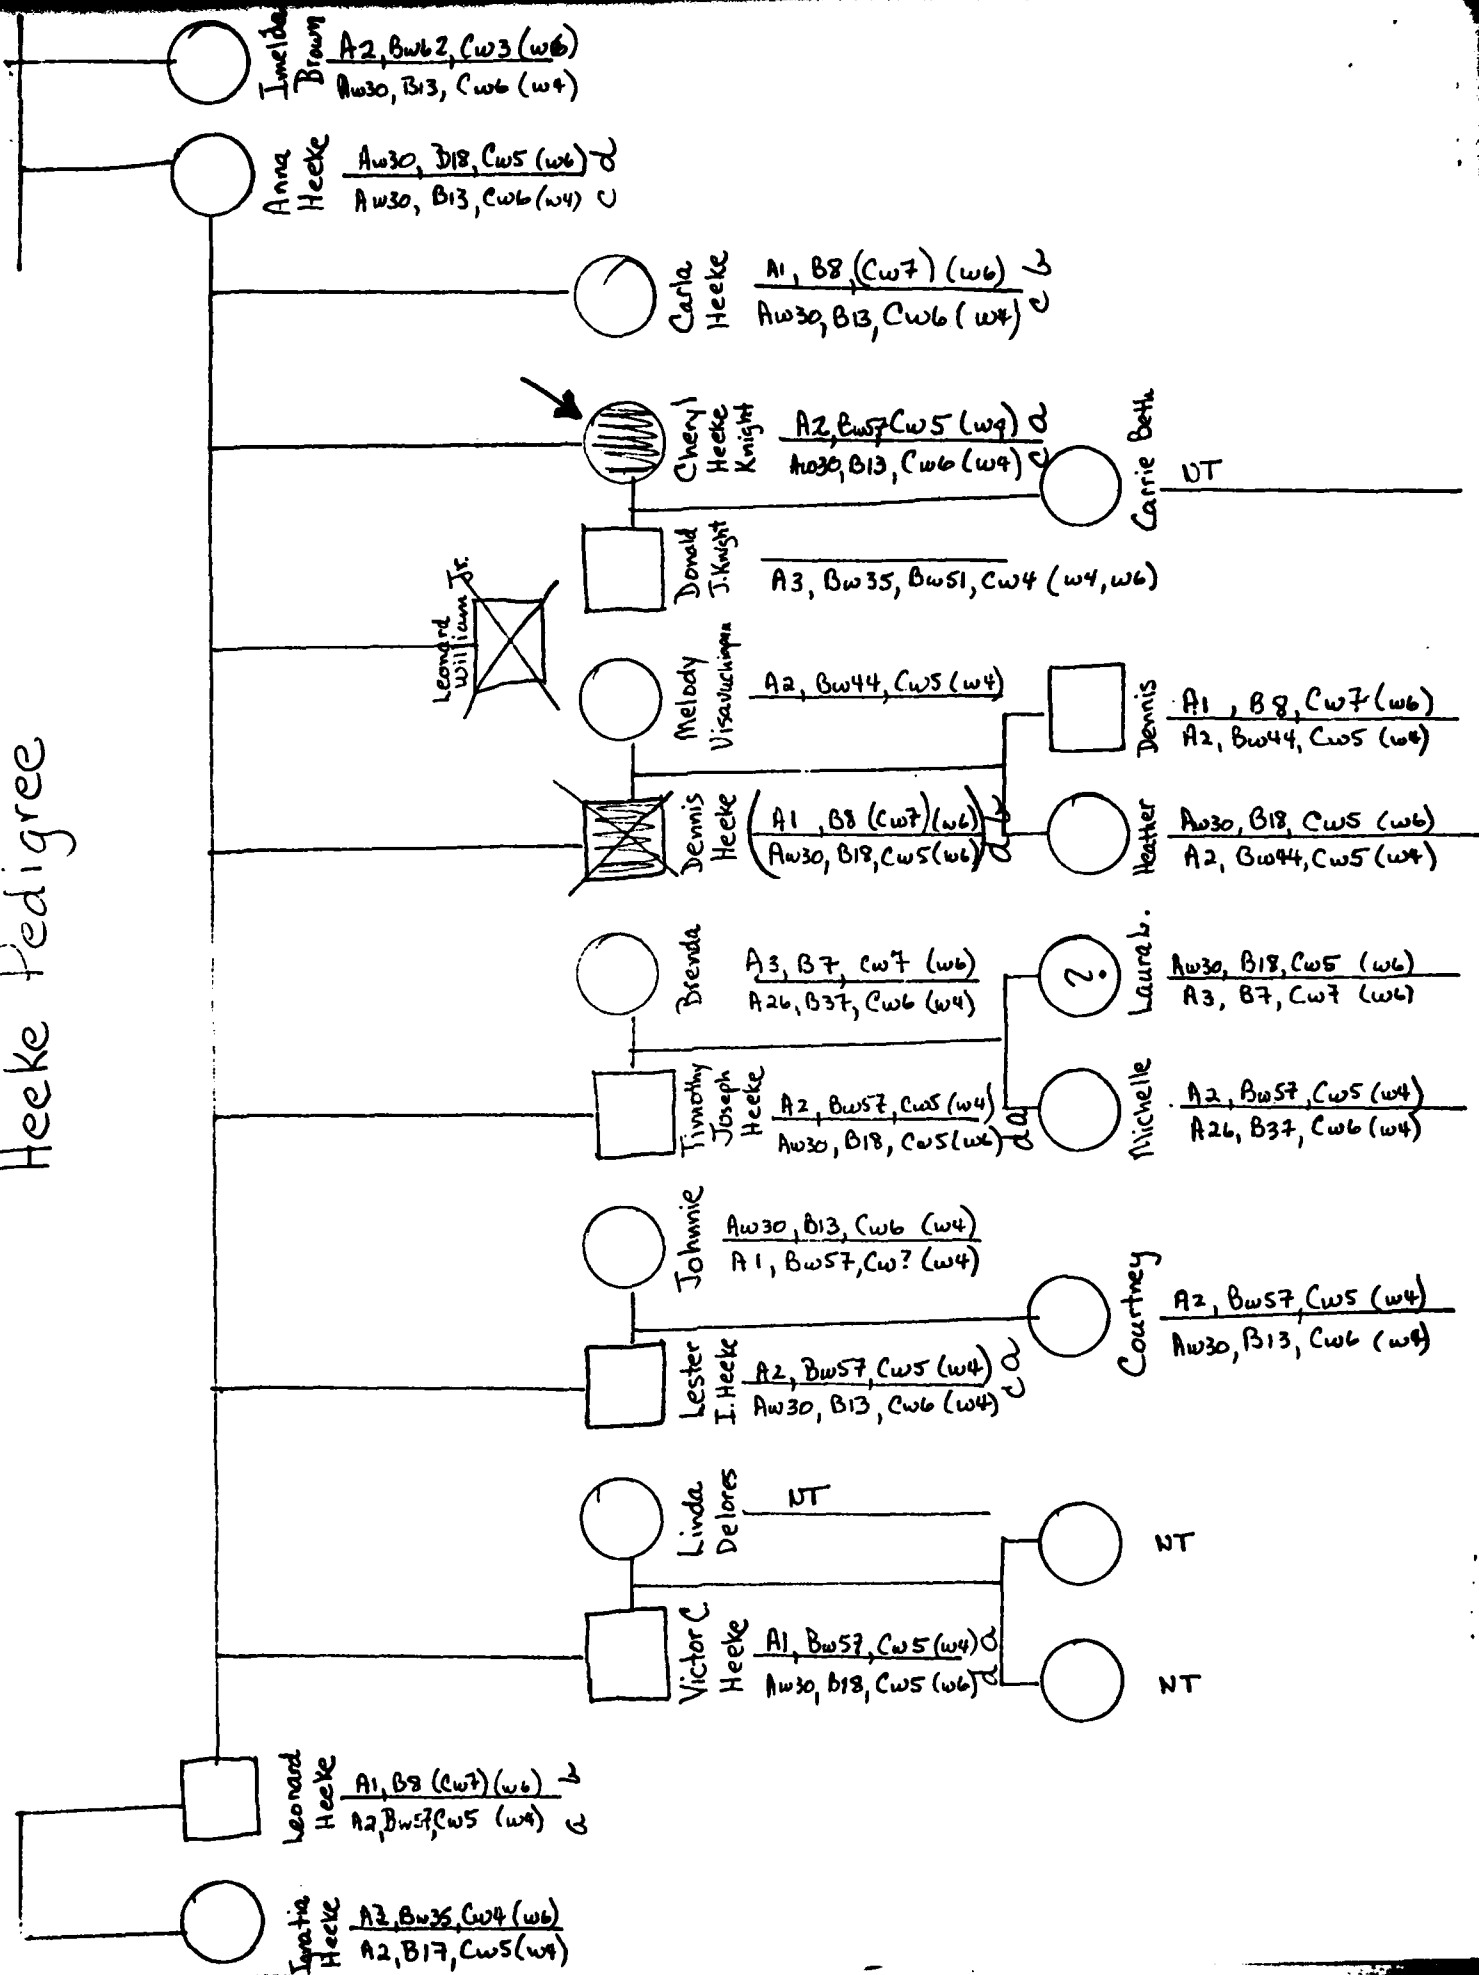 Heeke Pedigree
Imelda
Brown
A2, Bw62, Cw3 (w6)
Aw30, B13, Cw6 (w4)
Anna
Heeke
Aw30, B18, Cw5 (w6) d
Aw30, B13, Cw6 (w4) c
Carla
Heeke
A1, B8, (Cw7) (w6) b
Aw30, B13, Cw6 (w4) c
Cheryl
Heeke
Knight
A2, Bw57 Cw5 (w4) a
Aw30, B13, Cw6 (w4) c
Carrie Beth
NT
Donald
J. Knight
A3, Bw35, Bw51, Cw4 (w4, w6)
Leonard
William Jr.
Melody
A2, Bw44, Cw5 (w4)
Dennis
A1, B8, Cw7 (w6)
A2, Bw44, Cw5 (w4)
Dennis
Heeke
(A1, B8 (Cw7) (w6) b
Aw30, B18, Cw5 (w6)) d
Heather
Aw30, B18, Cw5 (w6)
A2, Bw44, Cw5 (w4)
Brenda
A3, B7, Cw7 (w6)
A26, B37, Cw6 (w4)
?
Laura L.
Aw30, B18, Cw5 (w6)
A3, B7, Cw7 (w6)
Timothy
Joseph
Heeke
A2, Bw57, Cw5 (w4) a
Aw30, B18, Cw5 (w6) d
Michelle
A2, Bw57, Cw5 (w4)
A26, B37, Cw6 (w4)
Johnnie
Aw30, B13, Cw6 (w4)
A1, Bw57, Cw? (w4)
Courtney
A2, Bw57, Cw5 (w4)
Aw30, B13, Cw6 (w4)
Lester
I. Heeke
A2, Bw57, Cw5 (w4) a
Aw30, B13, Cw6 (w4) c
Linda
Delores
NT
NT
Victor C.
Heeke
A1, Bw57, Cw5 (w4) a
Aw30, B18, Cw5 (w6) d
NT
Leonard
Heeke
A1, B8 (Cw7) (w6) b
A2, Bw57, Cw5 (w4) a
Ignatia
Heeke
Bw35, Cw4 (w6)
A2, B17, Cw5 (w4)